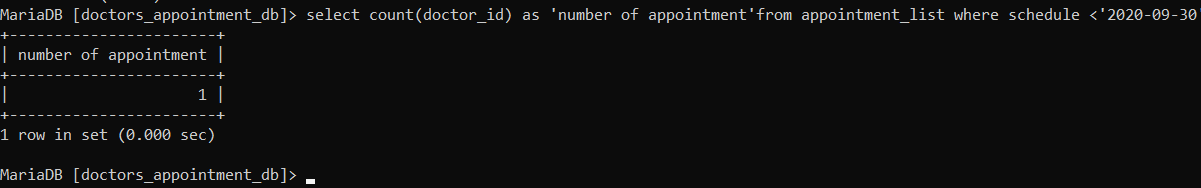 MariaDB [doctors_appointment_db]> select count(doctor_id) as 'number of appointment'from appointment_list where schedule <'2020-09-30'
+-----------------------+
| number of appointment |
+-----------------------+
|                     1 |
+-----------------------+
1 row in set (0.000 sec)
MariaDB [doctors_appointment_db]>